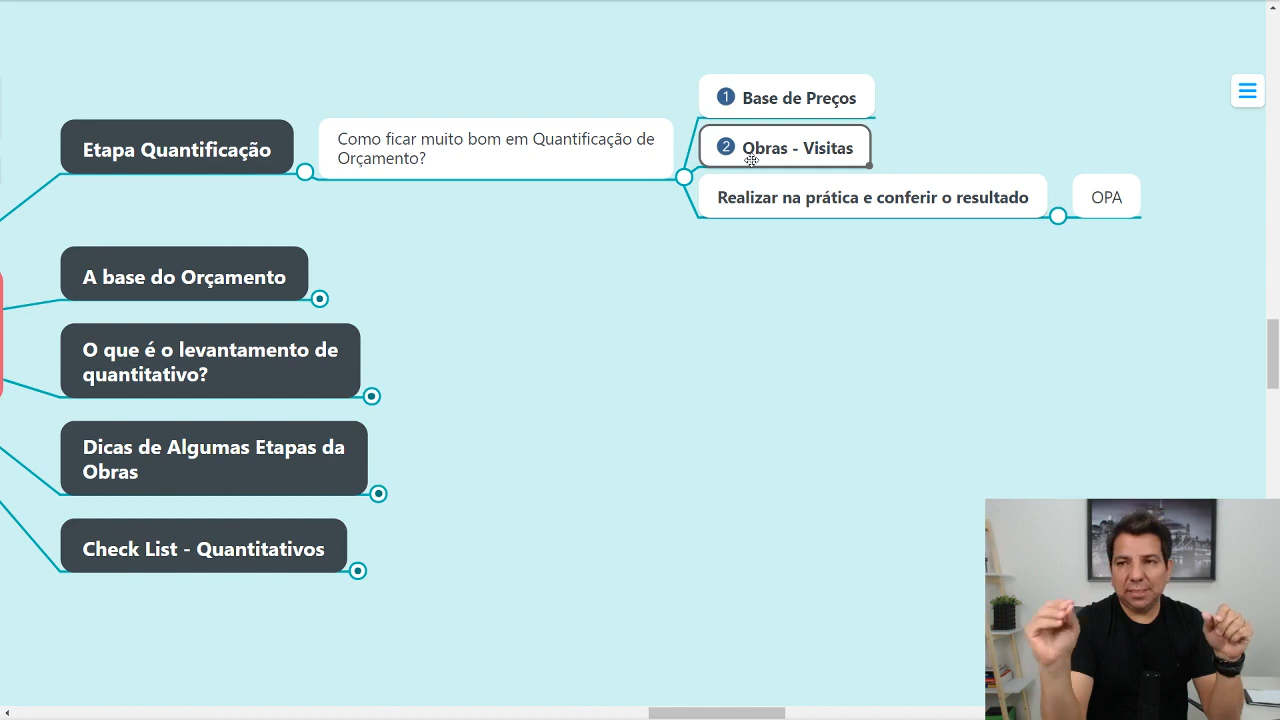 Etapa Quantificação
Como ficar muito bom em Quantificação de
Orçamento?
1 Base de Preços
2 Obras - Visitas
Realizar na prática e conferir o resultado
OPA
A base do Orçamento
O que é o levantamento de
quantitativo?
Dicas de Algumas Etapas da
Obras
Check List - Quantitativos